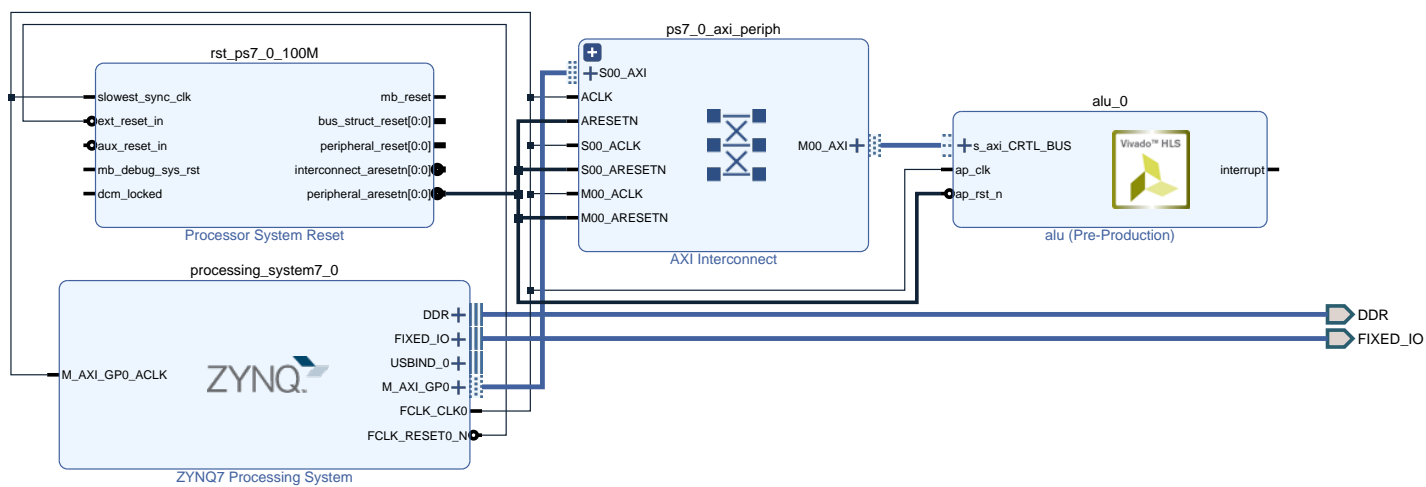 rst_ps7_0_100M
slowest_sync_clk
ext_reset_in
aux_reset_in
mb_debug_sys_rst
dcm_locked
mb_reset
bus_struct_reset[0:0]
peripheral_reset[0:0]
interconnect_aresetn[0:0]
peripheral_aresetn[0:0]
Processor System Reset
ps7_0_axi_periph
S00_AXI
ACLK
ARESETN
S00_ACLK
S00_ARESETN
M00_ACLK
M00_ARESETN
M00_AXI
AXI Interconnect
alu_0
s_axi_CRTL_BUS
ap_clk
ap_rst_n
Vivado™ HLS
interrupt
alu (Pre-Production)
processing_system7_0
M_AXI_GP0_ACLK
ZYNQ™
DDR
FIXED_IO
USBIND_0
M_AXI_GP0
FCLK_CLK0
FCLK_RESET0_N
ZYNQ7 Processing System
DDR
FIXED_IO